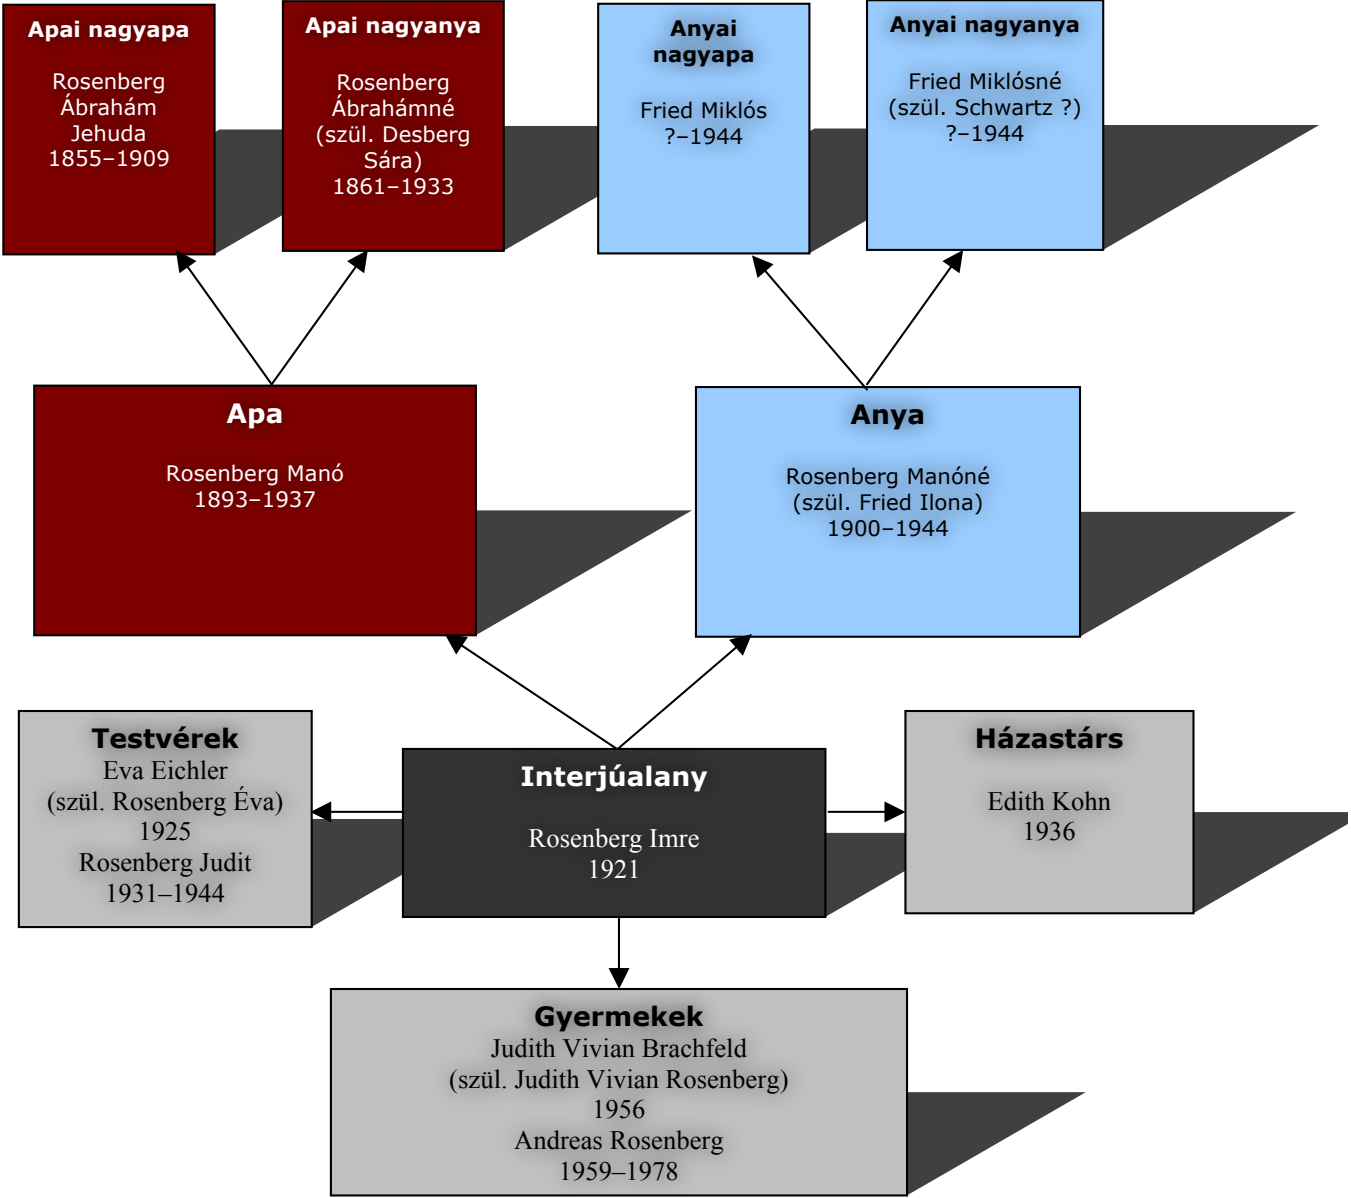 Apai nagyapa
Rosenberg
Ábrahám
Jehuda
1855–1909
Apai nagyanya
Rosenberg
Ábrahámné
(szül. Desberg
Sára)
1861–1933
Anyai
nagyapa
Fried Miklós
?–1944
Anyai nagyanya
Fried Miklósné
(szül. Schwartz ?)
?–1944
Apa
Rosenberg Manó
1893–1937
Anya
Rosenberg Manóné
(szül. Fried Ilona)
1900–1944
Testvérek
Eva Eichler
(szül. Rosenberg Éva)
1925
Rosenberg Judit
1931–1944
Interjúalany
Rosenberg Imre
1921
Házastárs
Edith Kohn
1936
Gyermekek
Judith Vivian Brachfeld
(szül. Judith Vivian Rosenberg)
1956
Andreas Rosenberg
1959–1978